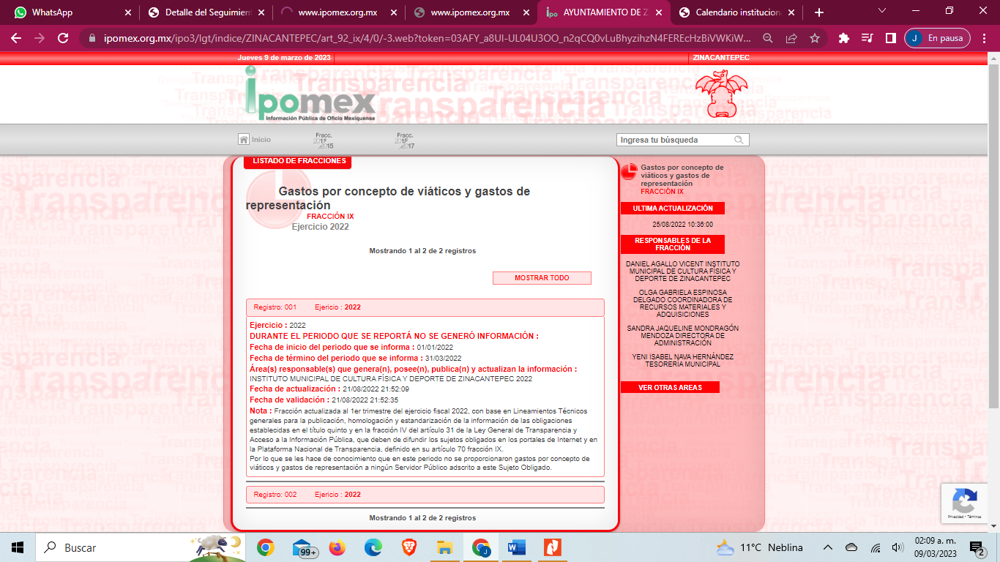 WhatsApp
Detalle del Seguimient
www.ipomex.org.mx
www.ipomex.org.mx
ipo AYUNTAMIENTO DE Z
Calendario institucion
ipomex.org.mx/ipo3/lgt/indice/ZINACANTEPEC/art_92_ix/4/0/-3.web?token=03AFY_a8UI-UL04U3OO_n2qCQ0vLuBhyzihzN4FEREcHzBiVWKiW...
J En pausa
Jueves 9 de marzo de 2023
ZINACANTEPEC
Transparencia
ipomex
Información Pública de Oficio Mexiquense
Inicio
Fracc.
2015
Fracc.
2017
Ingresa tu búsqueda
LISTADO DE FRACCIONES
Gastos por concepto de viáticos y gastos de
representación
FRACCIÓN IX
Ejercicio 2022
Mostrando 1 al 2 de 2 registros
MOSTRAR TODO
Registro: 001 Ejericio : 2022
Ejercicio : 2022
DURANTE EL PERIODO QUE SE REPORTÁ NO SE GENERÓ INFORMACIÓN :
Fecha de inicio del periodo que se informa : 01/01/2022
Fecha de término del periodo que se informa : 31/03/2022
Área(s) responsable(s) que genera(n), posee(n), publica(n) y actualizan la información :
INSTITUTO MUNICIPAL DE CULTURA FÍSICA Y DEPORTE DE ZINACANTEPEC 2022
Fecha de actualización : 21/08/2022 21:52:09
Fecha de validación : 21/08/2022 21:52:35
Nota : Fracción actualizada al 1er trimestre del ejercicio fiscal 2022, con base en Lineamientos Técnicos
generales para la publicación, homologación y estandarización de la información de las obligaciones
establecidas en el título quinto y en la fracción IV del artículo 31 de la Ley General de Transparencia y
Acceso a la Información Pública, que deben de difundir los sujetos obligados en los portales de Internet y en
la Plataforma Nacional de Transparencia, definido en su artículo 70 fracción IX.
Por lo que se les hace de conocimiento que en este periodo no se proporcionaron gastos por concepto de
viáticos y gastos de representación a ningún Servidor Público adscrito a este Sujeto Obligado.
Registro: 002 Ejericio : 2022
Mostrando 1 al 2 de 2 registros
Gastos por concepto de
viáticos y gastos de
representación
FRACCIÓN IX
ULTIMA ACTUALIZACIÓN
25/08/2022 10:36:00
RESPONSABLES DE LA
FRACCIÓN
DANIEL AGALLO VICENT INSTITUTO
MUNICIPAL DE CULTURA FÍSICA Y
DEPORTE DE ZINACANTEPEC
OLGA GABRIELA ESPINOSA
DELGADO COORDINADORA DE
RECURSOS MATERIALES Y
ADQUISICIONES
SANDRA JAQUELINE MONDRAGÓN
MENDOZA DIRECTORA DE
ADMINISTRACIÓN
YENI ISABEL NAVA HERNÁNDEZ
TESORERÍA MUNICIPAL
VER OTRAS AREAS
Privacidad • Términos
Buscar
99+
J
11°C Neblina
02:09 a. m.
09/03/2023
2